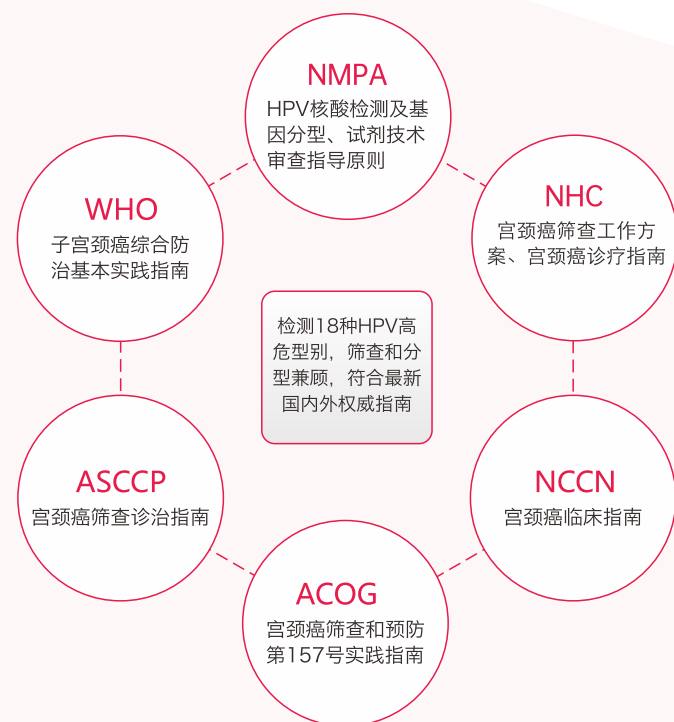 NMPA
HPV核酸检测及基
因分型、试剂技术
审查指导原则
WHO
子宫颈癌综合防
治基本实践指南
NHC
宫颈癌筛查工作方
案、宫颈癌诊疗指南
检测18种HPV高
危型别，筛查和分
型兼顾，符合最新
国内外权威指南
ASCCP
宫颈癌筛查诊治指南
NCCN
宫颈癌临床指南
ACOG
宫颈癌筛查和预防
第157号实践指南